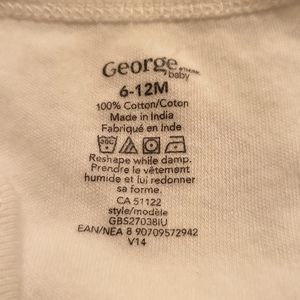 George
baby
6-12M
100% Cotton/Coton
Made in India
Fabriqué en Inde
Reshape while damp.
Prendre le vêtement
humide et lui redonner
sa forme.
CA 51122
style/modèle
GBS27038IU
EAN/NEA 8 90709572942
V14